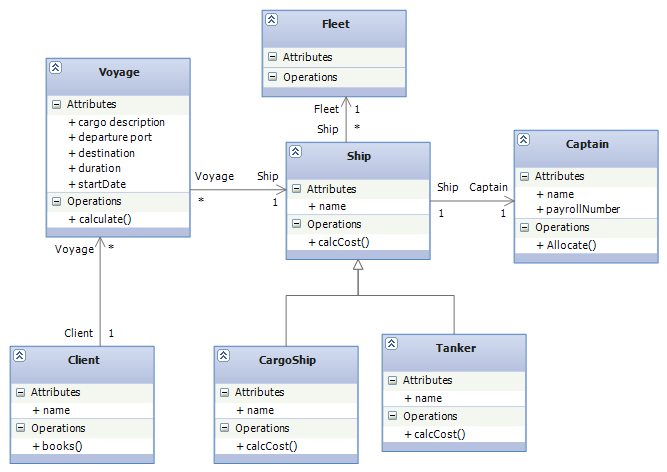 Fleet
Attributes
Operations
Voyage
Attributes
+ cargo description
+ departure port
+ destination
+ duration
+ startDate
Operations
+ calculate()
Fleet 1
Ship *
Voyage Ship
* 1
Ship
Attributes
+ name
Operations
+ calcCost()
Ship Captain
1 1
Captain
Attributes
+ name
+ payrollNumber
Operations
+ Allocate()
Voyage *
Client 1
Client
Attributes
+ name
Operations
+ books()
CargoShip
Attributes
+ name
Operations
+ calcCost()
Tanker
Attributes
+ name
Operations
+ calcCost()